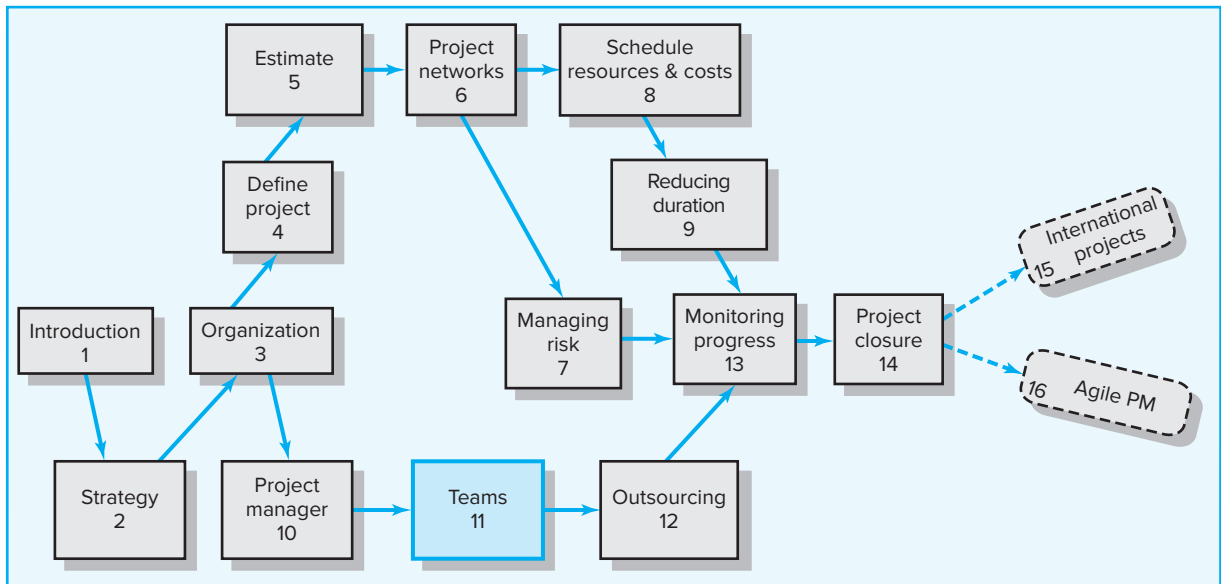 Estimate
5
Project
networks
6
Schedule
resources & costs
8
Define
project
4
Reducing
duration
9
International
projects
15
Introduction
1
Organization
3
Managing
risk
7
Monitoring
progress
13
Project
closure
14
16 Agile PM
Strategy
2
Project
manager
10
Teams
11
Outsourcing
12